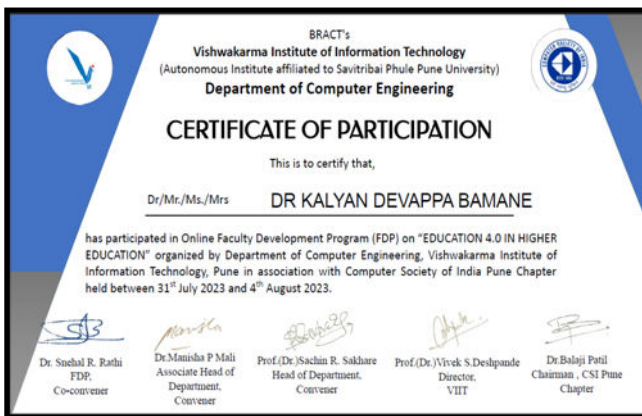 BRACT's
Vishwakarma Institute of Information Technology
(Autonomous Institute affiliated to Savitribai Phule Pune University)
Department of Computer Engineering
CERTIFICATE OF PARTICIPATION
This is to certify that,
Dr/Mr./Ms./Mrs DR KALYAN DEVAPPA BAMANE
has participated in Online Faculty Development Program (FDP) on “EDUCATION 4.0 IN HIGHER
EDUCATION” organized by Department of Computer Engineering, Vishwakarma Institute of
Information Technology, Pune in association with Computer Society of India Pune Chapter
held between 31st July 2023 and 4th August 2023.
Dr. Snehal R. Rathi
FDP,
Co-convener
Dr.Manisha P Mali
Associate Head of
Department,
Convener
Prof.(Dr.)Sachin R. Sakhare
Head of Department,
Convener
Prof.(Dr.)Vivek S.Deshpande
Director,
VIIT
Dr.Balaji Patil
Chairman , CSI Pune
Chapter